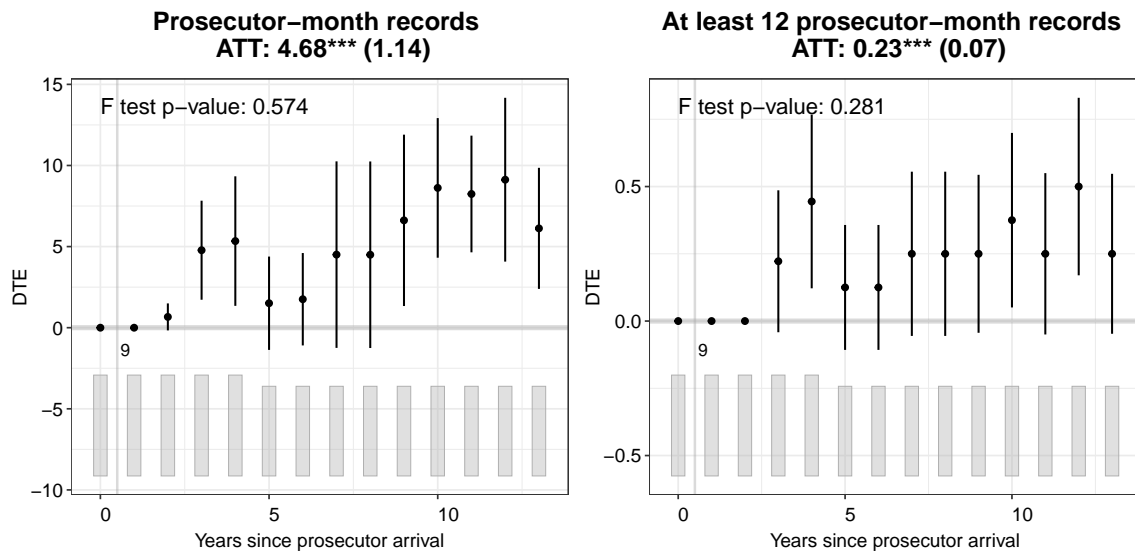 Prosecutor−month records
ATT: 4.68*** (1.14)
F test p−value: 0.574
15
10
5
0
−5
−10
DTE
9
0
5
10
Years since prosecutor arrival
At least 12 prosecutor−month records
ATT: 0.23*** (0.07)
F test p−value: 0.281
0.5
0.0
−0.5
DTE
9
0
5
10
Years since prosecutor arrival